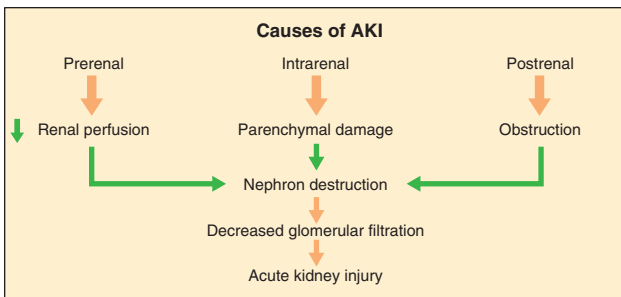 Causes of AKI
Prerenal Intrarenal Postrenal
Renal perfusion Parenchymal damage Obstruction
Nephron destruction
Decreased glomerular filtration
Acute kidney injury